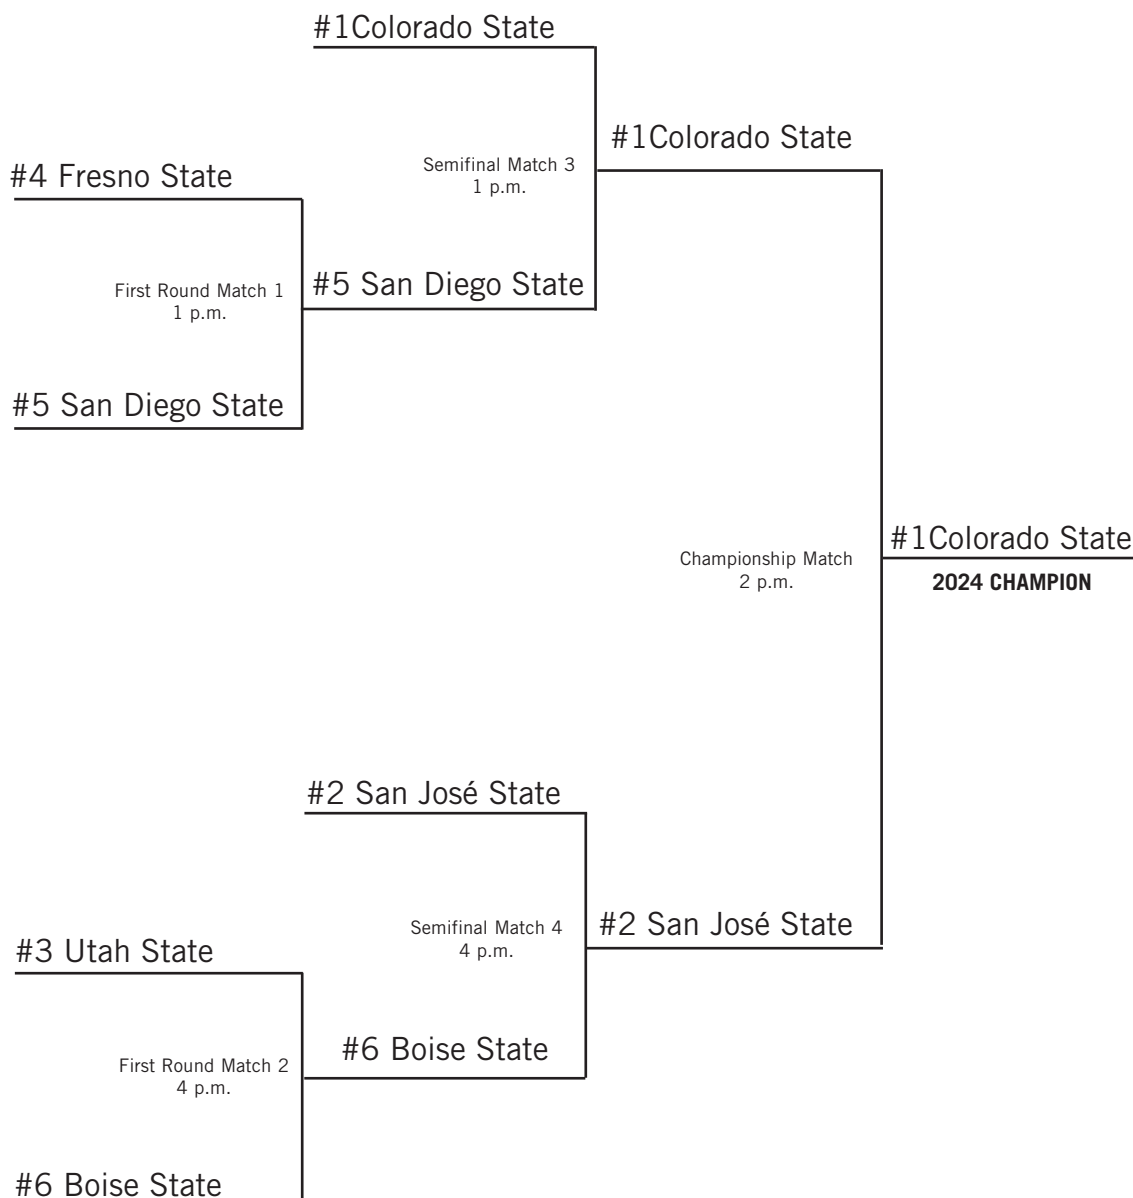 #1Colorado State
#1Colorado State
#4 Fresno State
Semifinal Match 3
1 p.m.
First Round Match 1
1 p.m.
#5 San Diego State
#5 San Diego State
#1Colorado State
Championship Match
2 p.m.
2024 CHAMPION
#2 San José State
#3 Utah State
Semifinal Match 4
4 p.m.
#2 San José State
First Round Match 2
4 p.m.
#6 Boise State
#6 Boise State